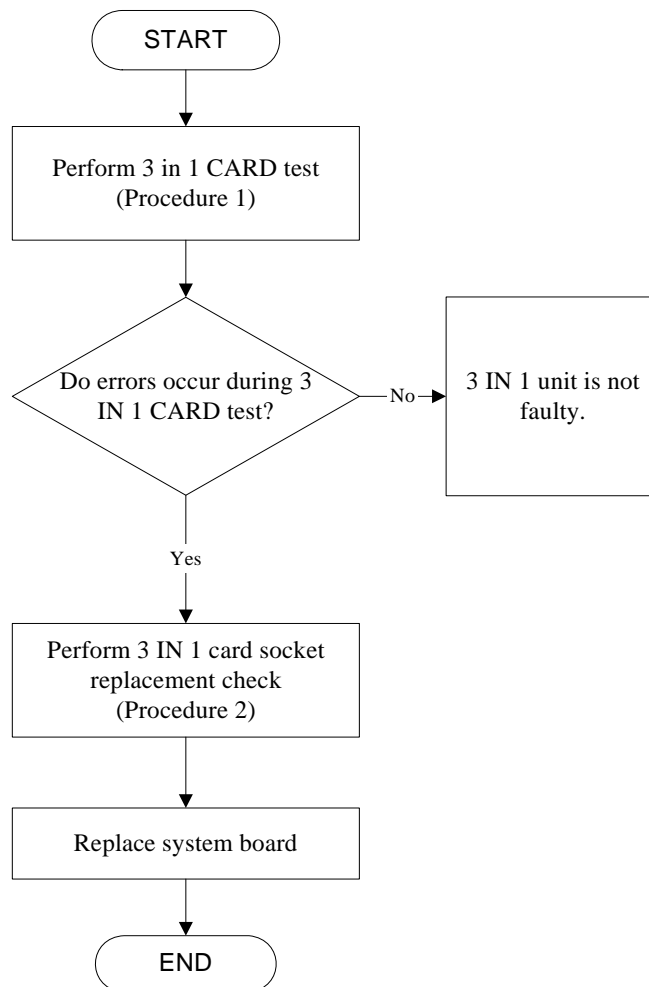 START
Perform 3 in 1 CARD test
(Procedure 1)
Do errors occur during 3
IN 1 CARD test?
No
3 IN 1 unit is not
faulty.
Yes
Perform 3 IN 1 card socket
replacement check
(Procedure 2)
Replace system board
END